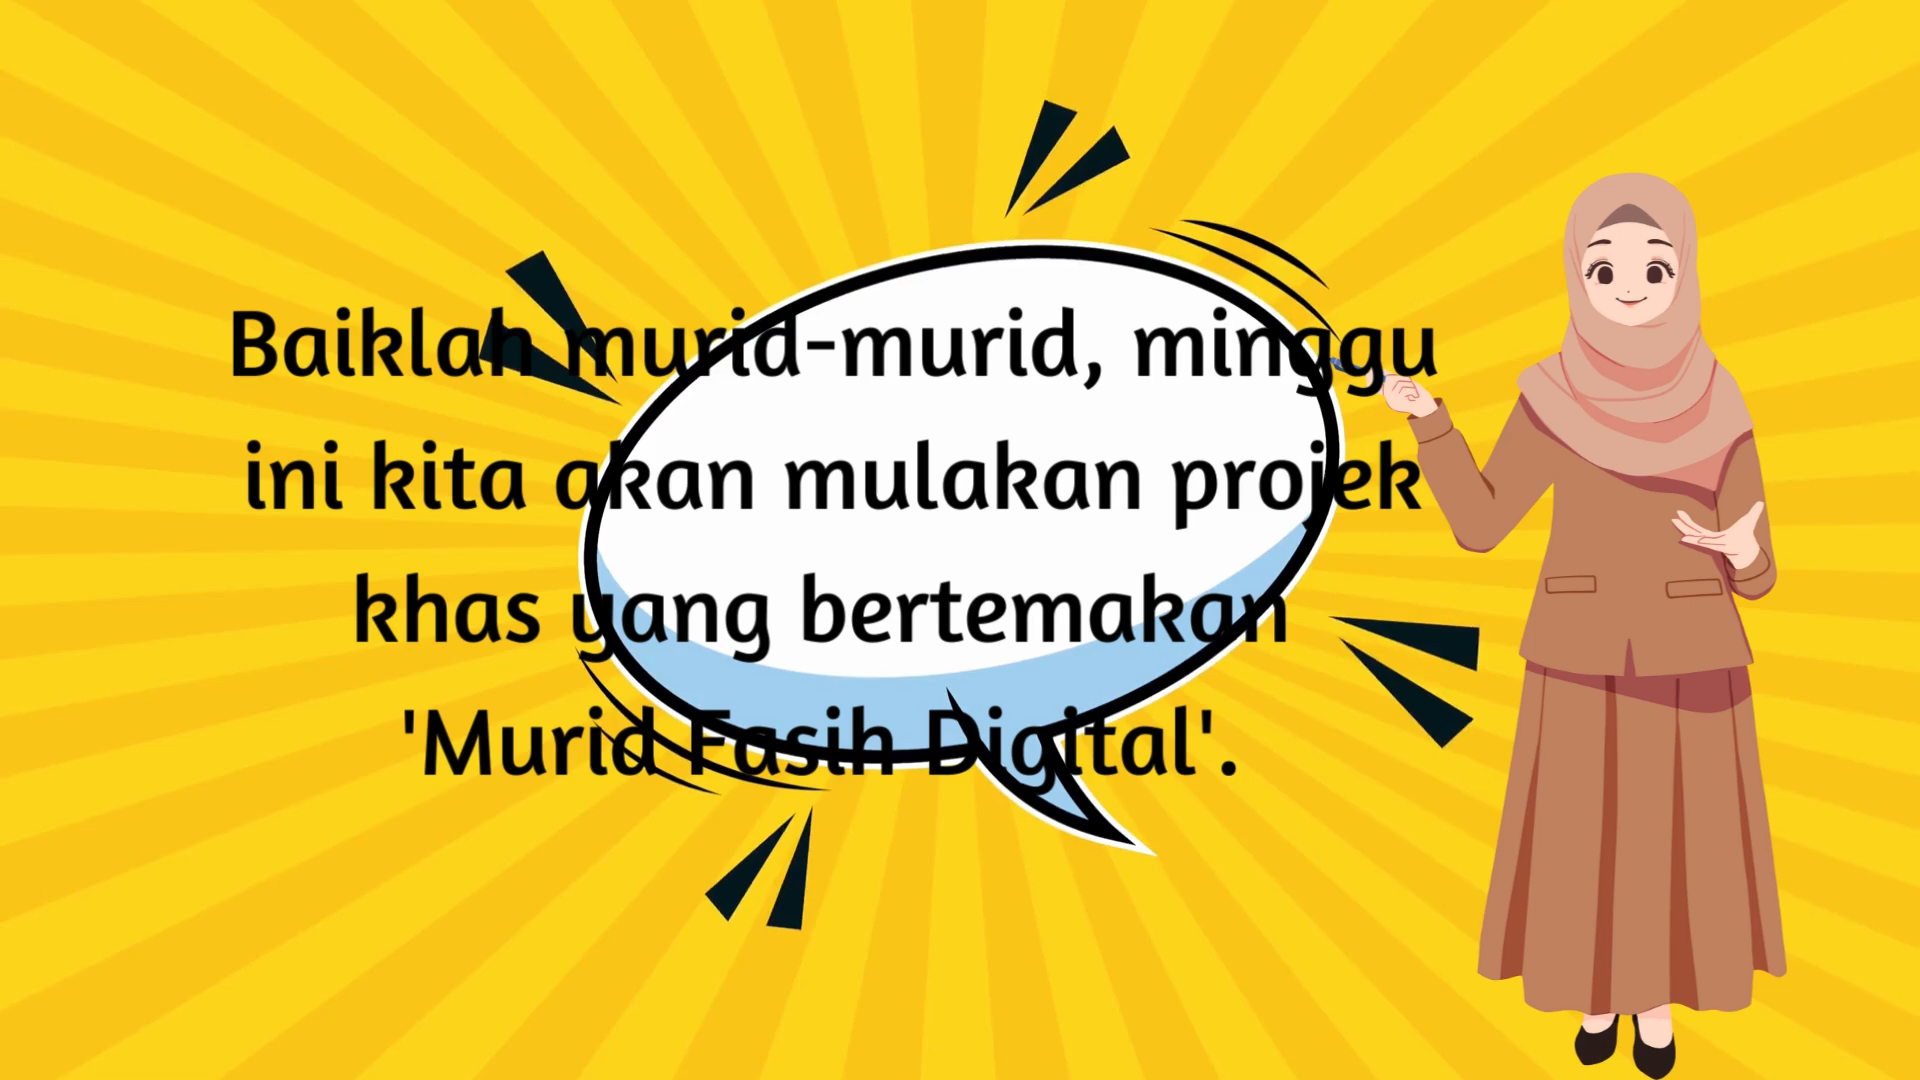 Baiklah murid-murid, minggu
ini kita akan mulakan projek
khas yang bertemakan
'Murid Fasih Digital'.